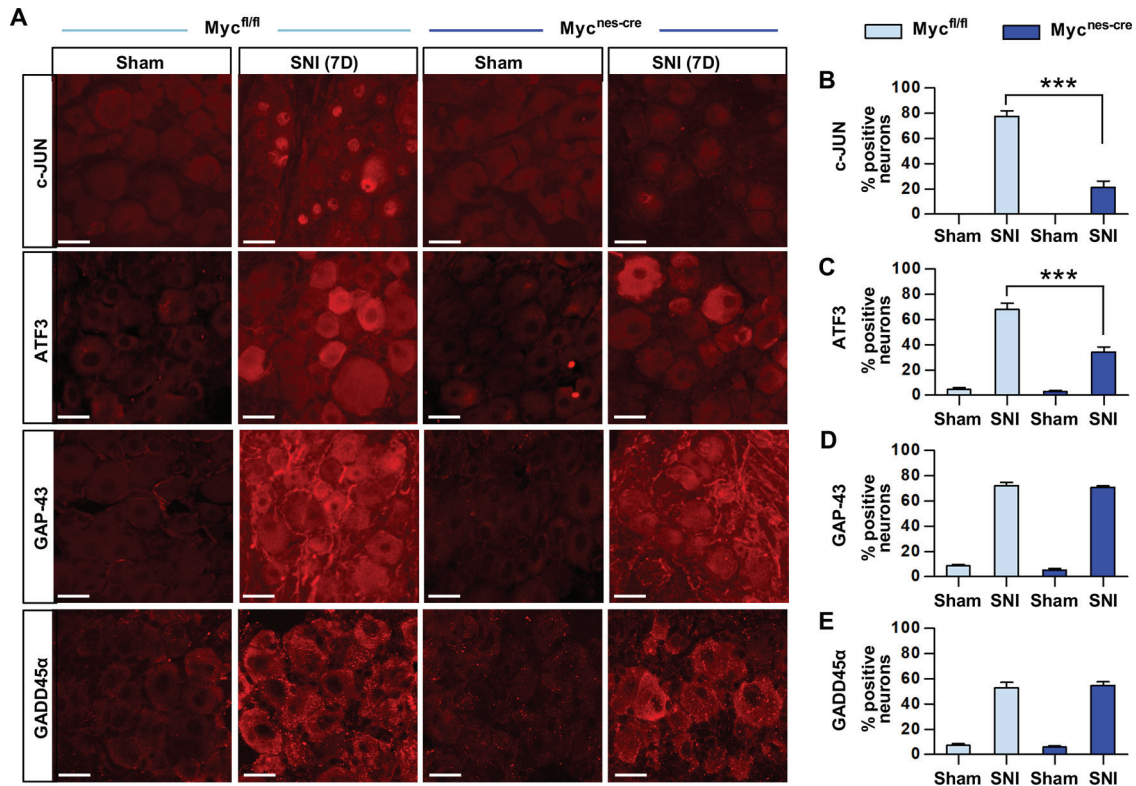 A
Myc^fl/fl
Myc^nes-cre
Sham
SNI (7D)
Sham
SNI (7D)
c-JUN
ATF3
GAP-43
GADD45α
Myc^fl/fl
Myc^nes-cre
B
c-JUN
% positive
neurons
100
80
60
40
20
0
***
Sham SNI Sham SNI
C
ATF3
% positive
neurons
100
80
60
40
20
0
***
Sham SNI Sham SNI
D
GAP-43
% positive
neurons
100
80
60
40
20
0
Sham SNI Sham SNI
E
GADD45α
% positive
neurons
100
80
60
40
20
0
Sham SNI Sham SNI